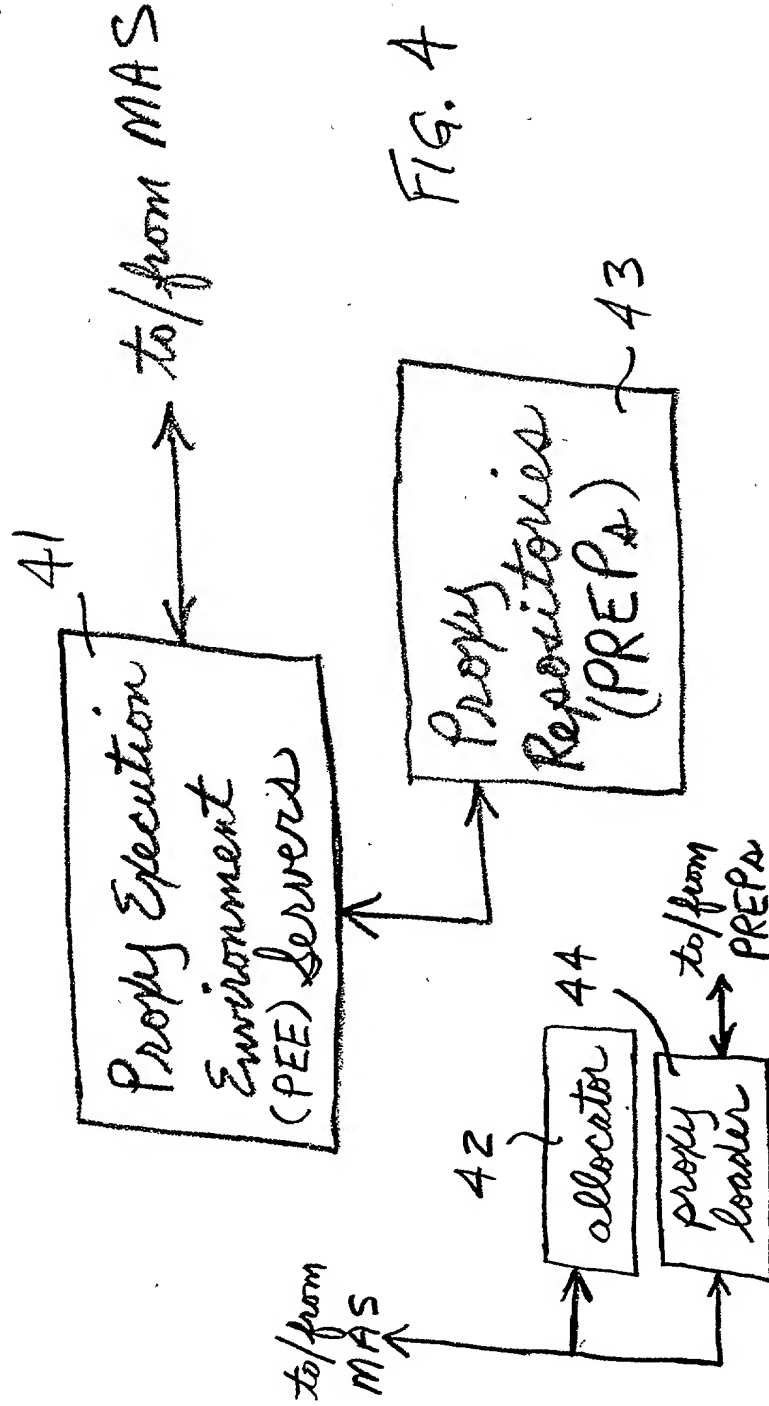 41
Proxy Execution
Environment
(PEE) Servers
to/from MAS
Proxy
Repositories
(PREPs)
43
FIG. 4
to/from
MAS
42
allocator
44
proxy
loader
to/from
PREPs